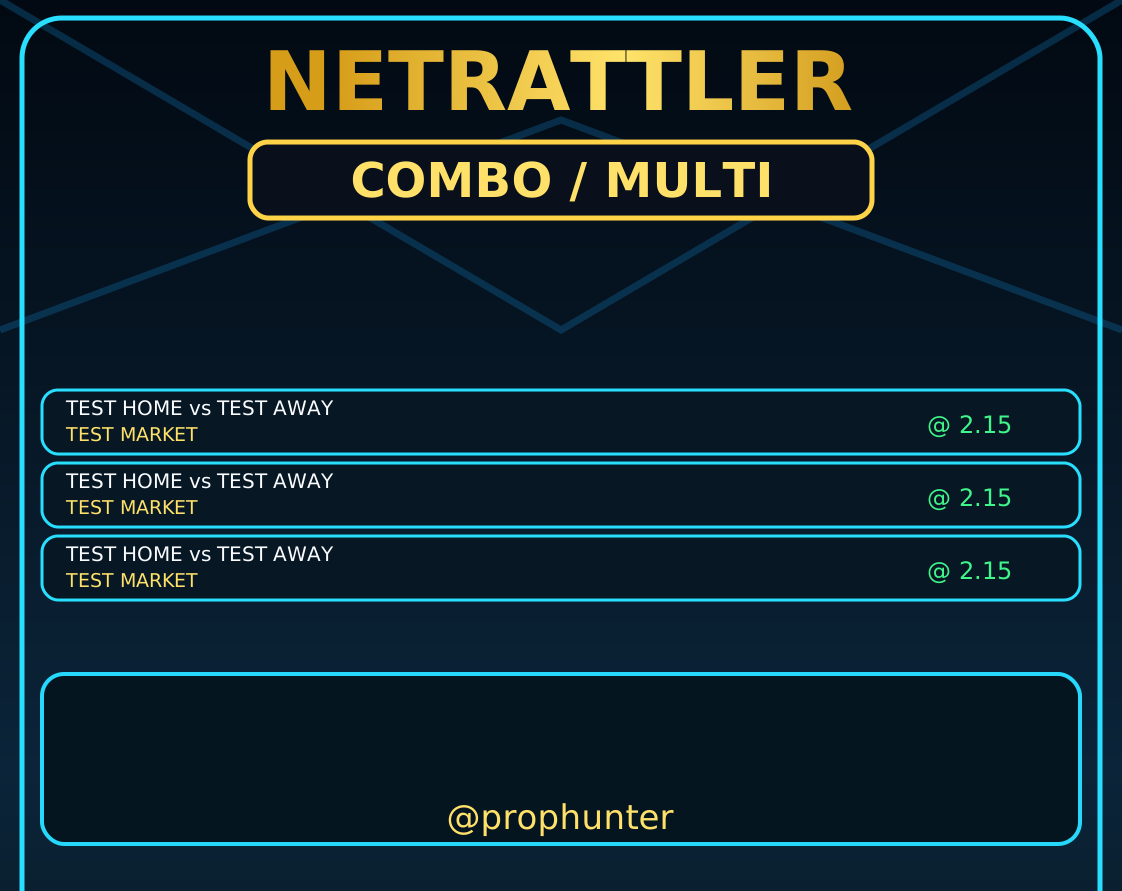 NETRATTLER
COMBO / MULTI
TEST HOME vs TEST AWAY
TEST MARKET
@ 2.15
TEST HOME vs TEST AWAY
TEST MARKET
@ 2.15
TEST HOME vs TEST AWAY
TEST MARKET
@ 2.15
@prophunter